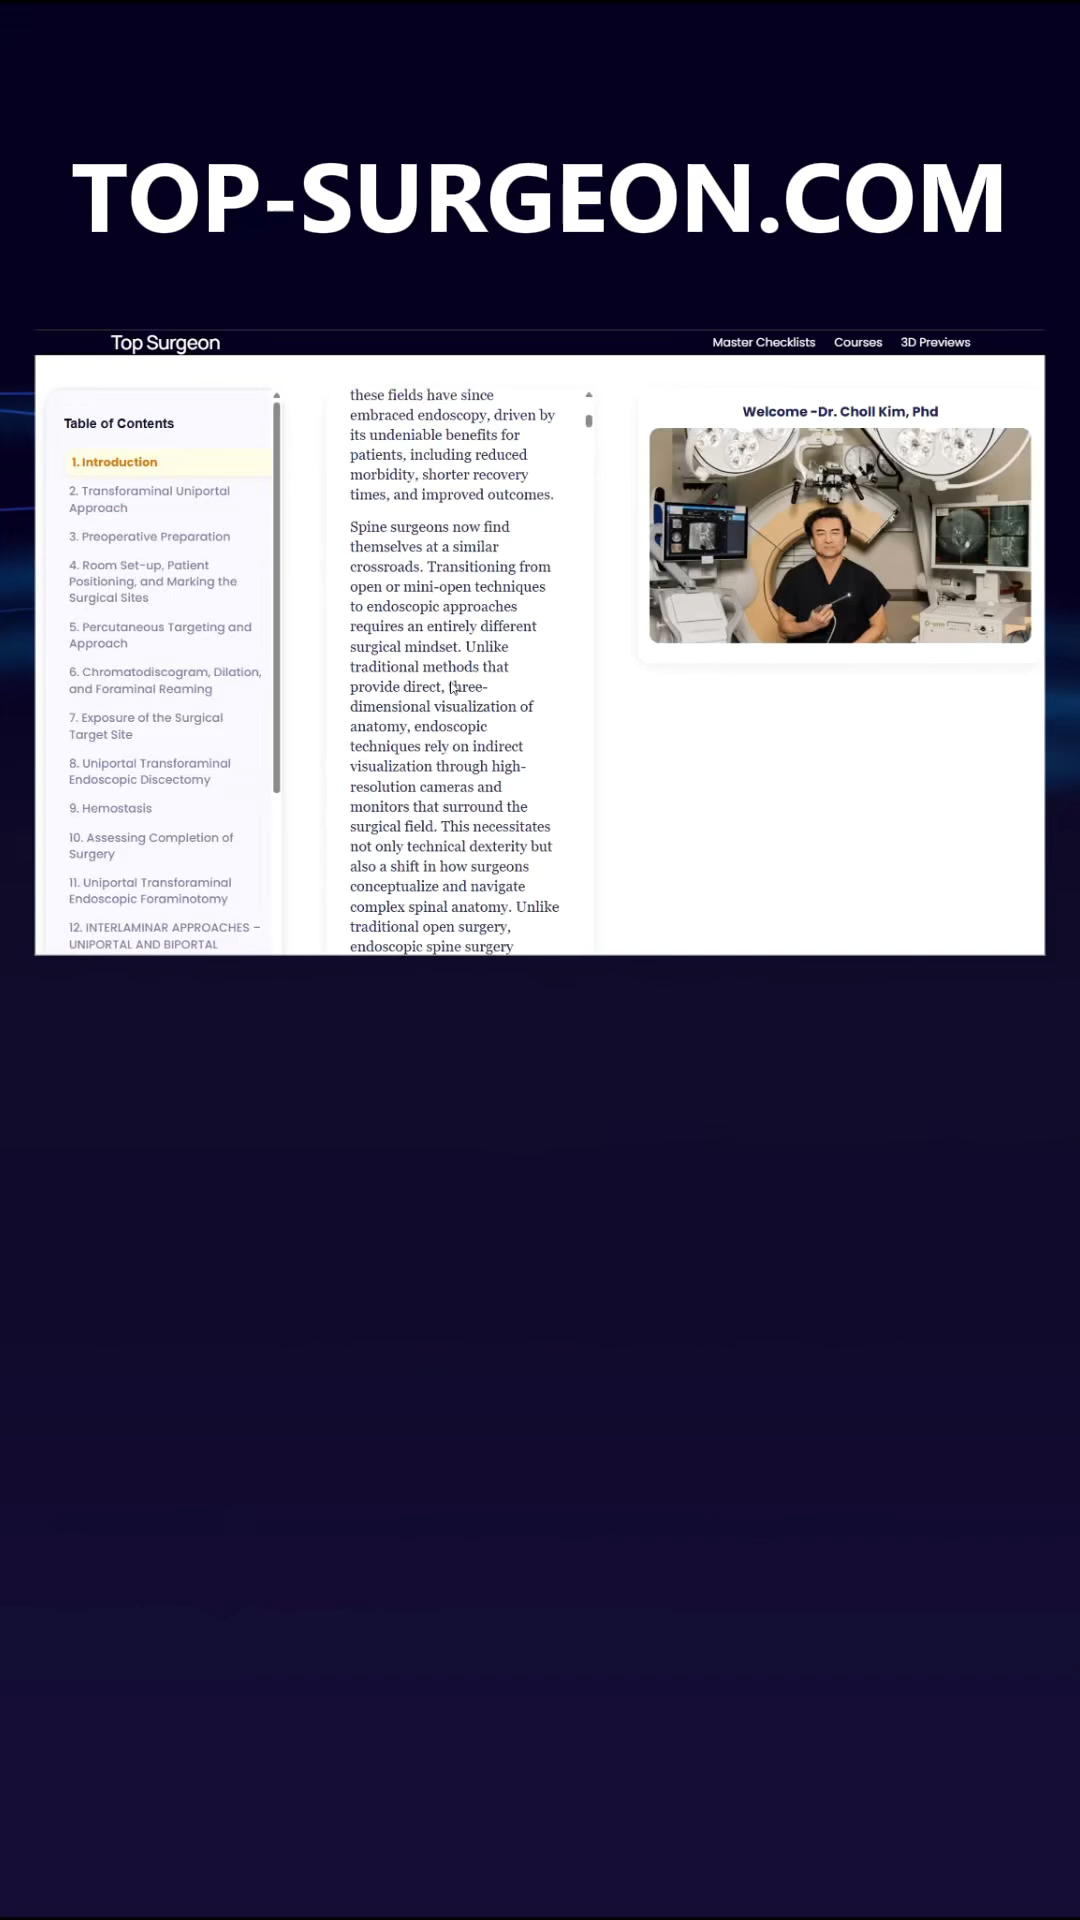 TOP-SURGEON.COM
Top Surgeon
Master Checklists
Courses
3D Previews
Table of Contents
1. Introduction
2. Transforaminal Uniportal
Approach
3. Preoperative Preparation
4. Room Set-up, Patient
Positioning, and Marking the
Surgical Sites
5. Percutaneous Targeting and
Approach
6. Chromatodiscogram, Dilation,
and Foraminal Reaming
7. Exposure of the Surgical
Target Site
8. Uniportal Transforaminal
Endoscopic Discectomy
9. Hemostasis
10. Assessing Completion of
Surgery
11. Uniportal Transforaminal
Endoscopic Foraminotomy
12. INTERLAMINAR APPROACHES –
UNIPORTAL AND BIPORTAL
these fields have since
embraced endoscopy, driven by
its undeniable benefits for
patients, including reduced
morbidity, shorter recovery
times, and improved outcomes.
Spine surgeons now find
themselves at a similar
crossroads. Transitioning from
open or mini-open techniques
to endoscopic approaches
requires an entirely different
surgical mindset. Unlike
traditional methods that
provide direct, three-
dimensional visualization of
anatomy, endoscopic
techniques rely on indirect
visualization through high-
resolution cameras and
monitors that surround the
surgical field. This necessitates
not only technical dexterity but
also a shift in how surgeons
conceptualize and navigate
complex spinal anatomy. Unlike
traditional open surgery,
endoscopic spine surgery
Welcome -Dr. Choll Kim, Phd